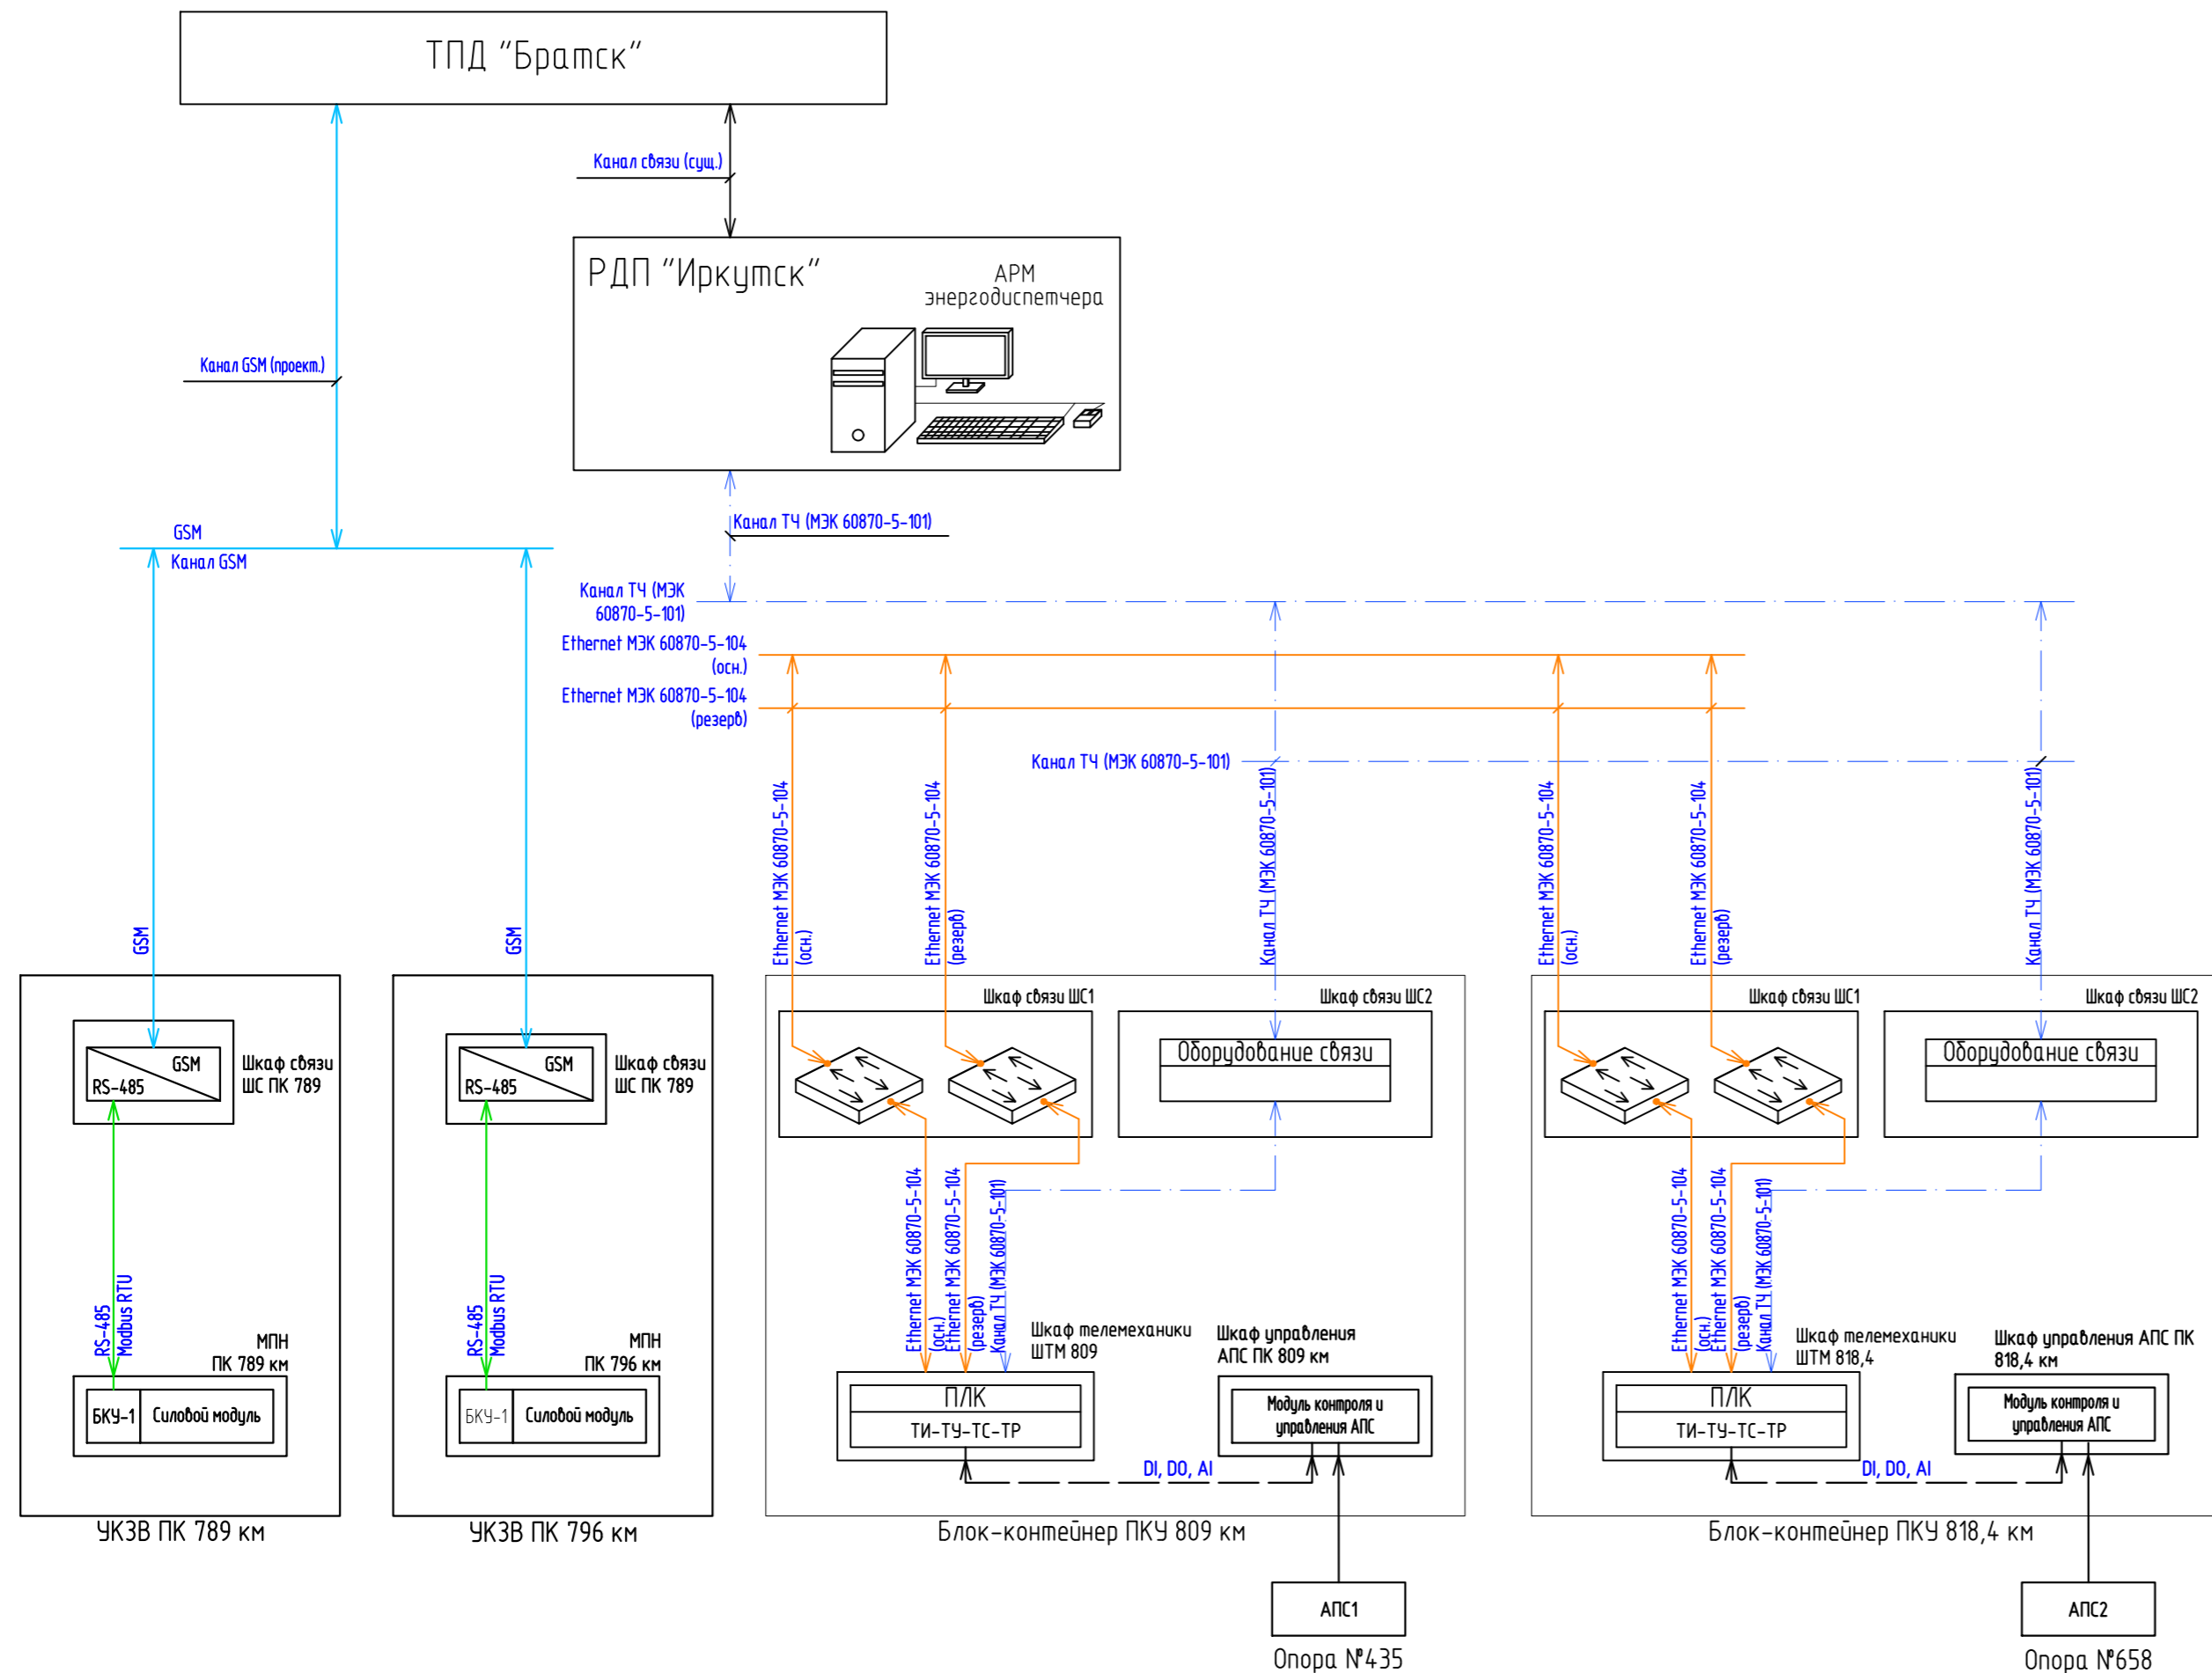 ТПД "Братск"
Канал связи (сущ.)
РДП "Иркутск"
АРМ
энергодиспетчера
Канал GSM (проект.)
Канал ТЧ (МЭК 60870-5-101)
GSM
Канал GSM
Канал ТЧ (МЭК
60870-5-101)
Ethernet МЭК 60870-5-104
(осн.)
Ethernet МЭК 60870-5-104
(резерв)
Канал ТЧ (МЭК 60870-5-101)
GSM
GSM
Ethernet МЭК 60870-5-104
(осн.)
Ethernet МЭК 60870-5-104
(резерв)
Канал ТЧ (МЭК 60870-5-101)
Ethernet МЭК 60870-5-104
(осн.)
Ethernet МЭК 60870-5-104
(резерв)
Канал ТЧ (МЭК 60870-5-101)
GSM
RS-485
Шкаф связи
ШС ПК 789
RS-485
Modbus RTU
МПН
ПК 789 км
БКУ-1
Силовой модуль
УКЗВ ПК 789 км
GSM
RS-485
Шкаф связи
ШС ПК 789
RS-485
Modbus RTU
МПН
ПК 796 км
БКУ-1
Силовой модуль
УКЗВ ПК 796 км
Шкаф связи ШС1
Шкаф связи ШС2
Оборудование связи
Ethernet МЭК 60870-5-104
(осн.)
Ethernet МЭК 60870-5-104
(резерв)
Канал ТЧ (МЭК 60870-5-101)
Шкаф телемеханики
ШТМ 809
Шкаф управления
АПС ПК 809 км
ПЛК
ТИ-ТУ-ТС-ТР
Модуль контроля и
управления АПС
DI, DO, AI
Блок-контейнер ПКУ 809 км
АПС1
Опора №435
Шкаф связи ШС1
Шкаф связи ШС2
Оборудование связи
Ethernet МЭК 60870-5-104
(осн.)
Ethernet МЭК 60870-5-104
(резерв)
Канал ТЧ (МЭК 60870-5-101)
Шкаф телемеханики
ШТМ 818,4
Шкаф управления АПС ПК
818,4 км
ПЛК
ТИ-ТУ-ТС-ТР
Модуль контроля и
управления АПС
DI, DO, AI
Блок-контейнер ПКУ 818,4 км
АПС2
Опора №658